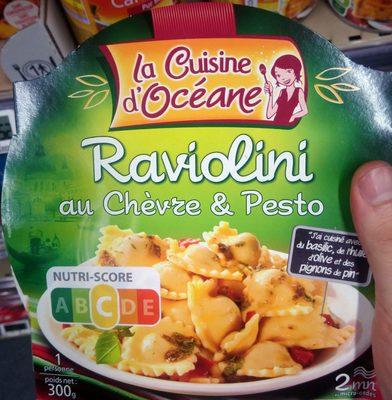 la Cuisine
d'Océane
Raviolini
au Chèvre & Pesto
"J'ai cuisiné avec
du basilic, de l'huile
d'olive et des
pignons de pin"
NUTRI-SCORE
A B C D E
1
personne
poids net:
300g
2mn
micro-ondes